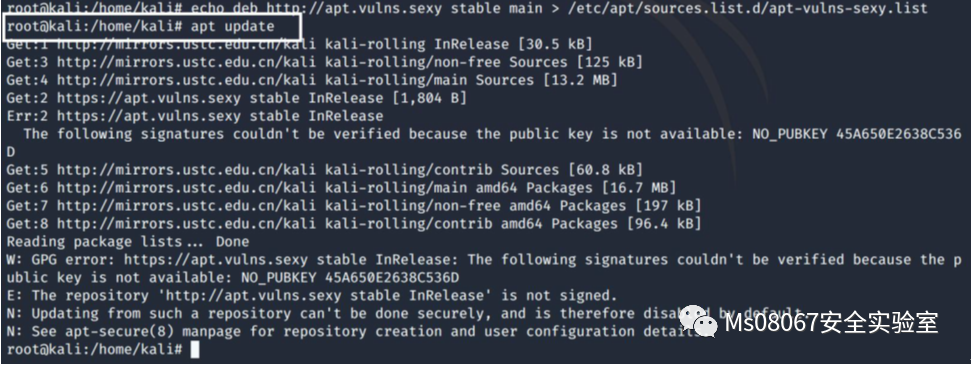 root@kali:/home/kali# echo deb http://apt.vulns.sexy stable main > /etc/apt/sources.list.d/apt-vulns-sexy.list
root@kali:/home/kali# apt update
Get:1 http://mirrors.ustc.edu.cn/kali kali-rolling InRelease [30.5 kB]
Get:3 http://mirrors.ustc.edu.cn/kali kali-rolling/non-free Sources [125 kB]
Get:4 http://mirrors.ustc.edu.cn/kali kali-rolling/main Sources [13.2 MB]
Get:2 https://apt.vulns.sexy stable InRelease [1,804 B]
Err:2 https://apt.vulns.sexy stable InRelease
The following signatures couldn't be verified because the public key is not available: NO_PUBKEY 45A650E2638C536
D
Get:5 http://mirrors.ustc.edu.cn/kali kali-rolling/contrib Sources [60.8 kB]
Get:6 http://mirrors.ustc.edu.cn/kali kali-rolling/main amd64 Packages [16.7 MB]
Get:7 http://mirrors.ustc.edu.cn/kali kali-rolling/non-free amd64 Packages [197 kB]
Get:8 http://mirrors.ustc.edu.cn/kali kali-rolling/contrib amd64 Packages [96.4 kB]
Reading package lists... Done
W: GPG error: https://apt.vulns.sexy stable InRelease: The following signatures couldn't be verified because the p
ublic key is not available: NO_PUBKEY 45A650E2638C536D
E: The repository 'http://apt.vulns.sexy stable InRelease' is not signed.
N: Updating from such a repository can't be done securely, and is therefore disabled by default.
N: See apt-secure(8) manpage for repository creation and user configuration details.
root@kali:/home/kali#
Ms08067安全实验室